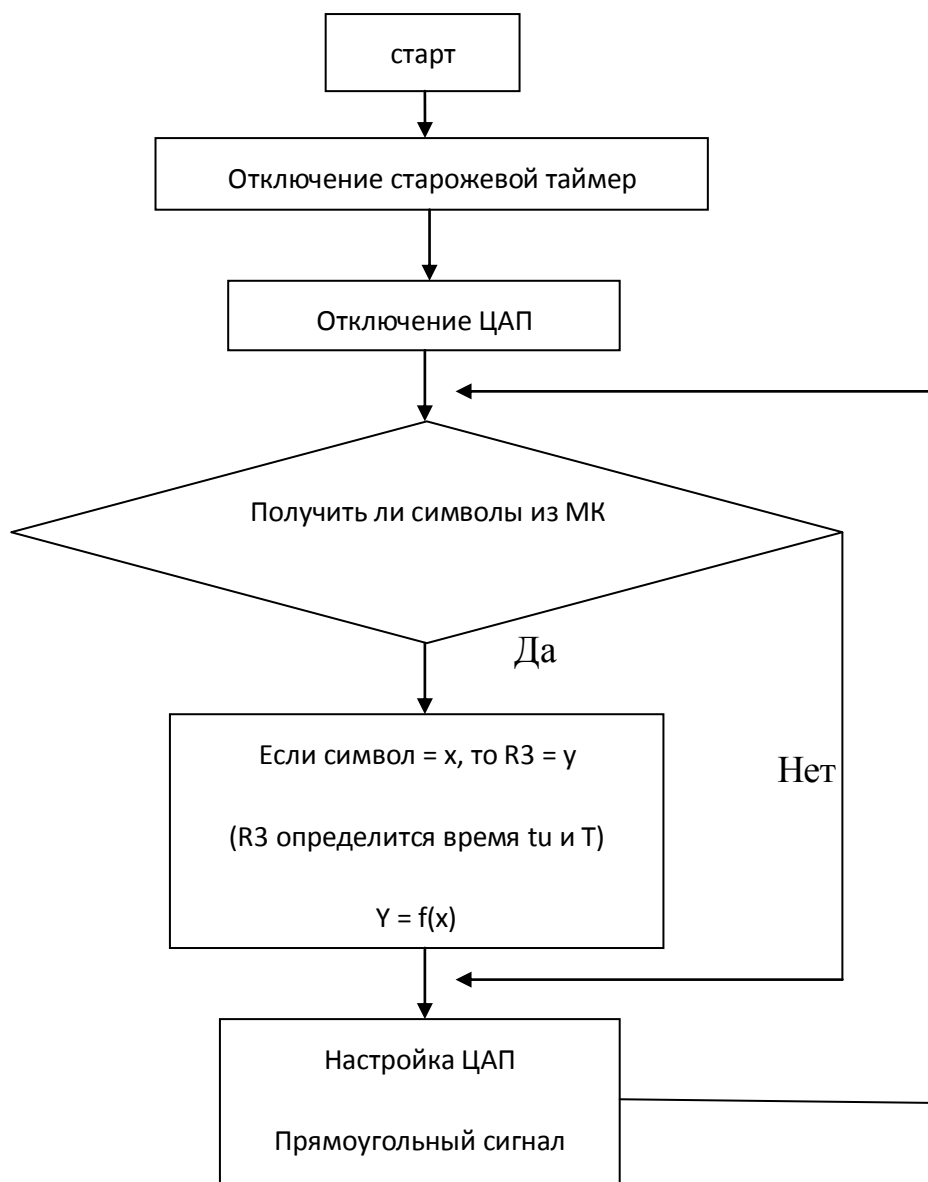 старт
Отключение старожевой таймер
Отключение ЦАП
Получить ли символы из МК
Да
Если символ = x, то R3 = y
Нет
(R3 определится время tu и T)
Y = f(x)
Настройка ЦАП
Прямоугольный сигнал